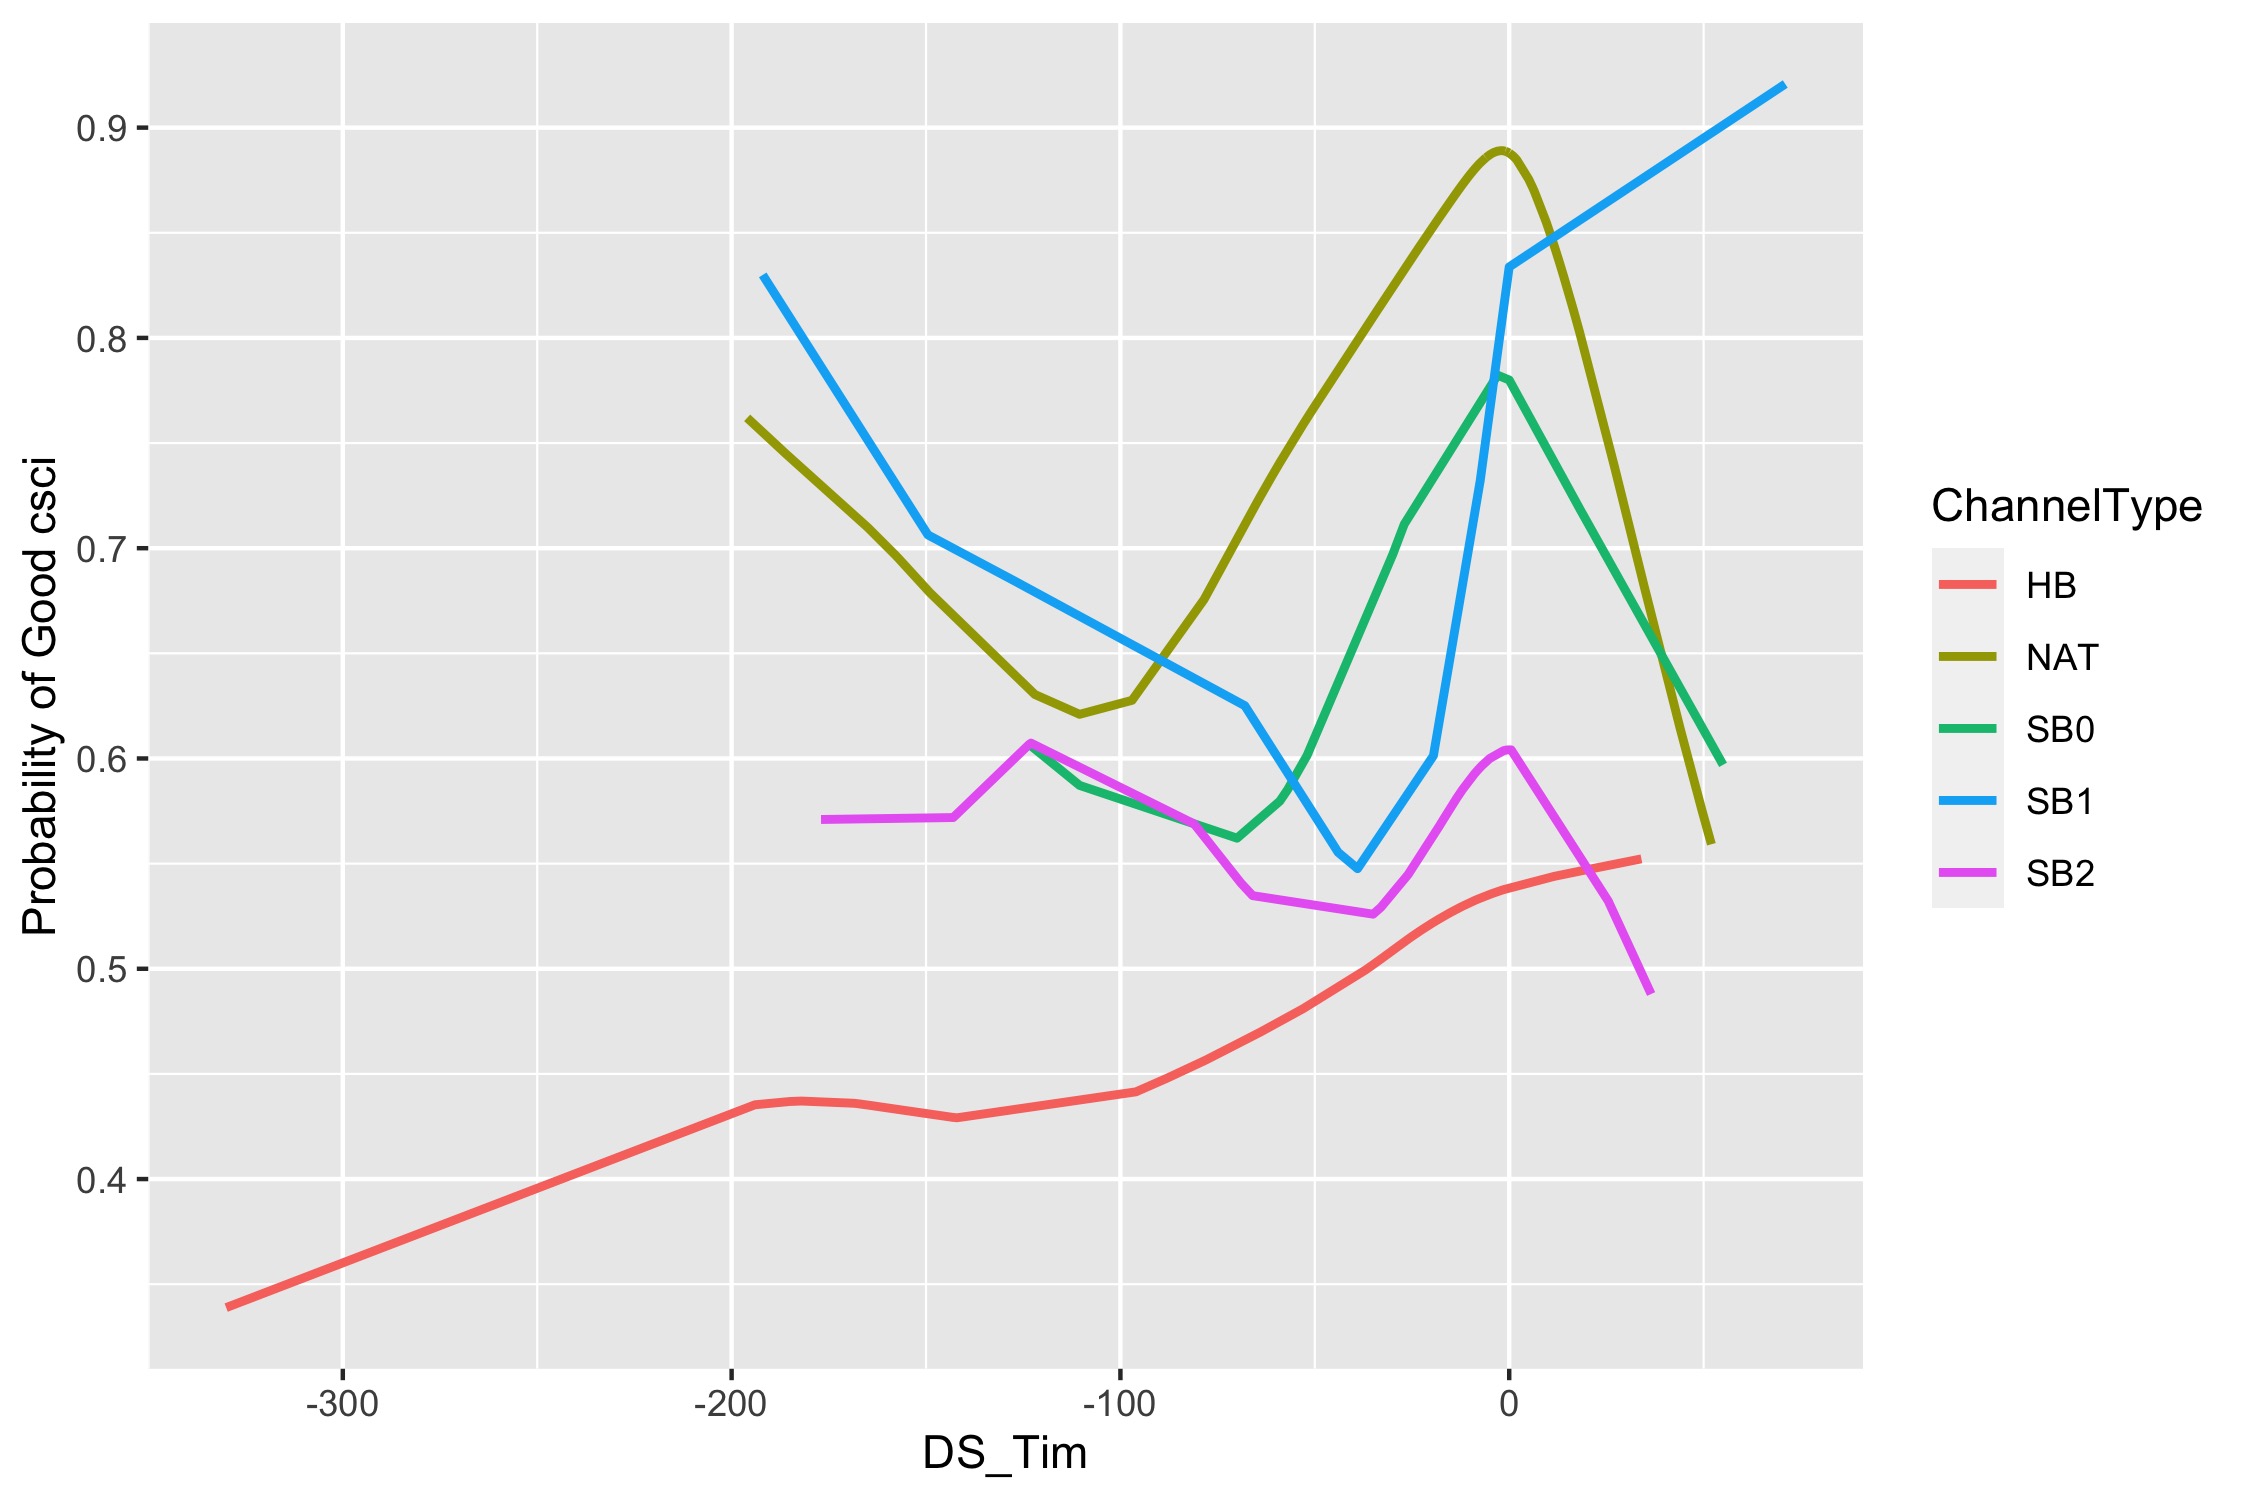 Probability of Good csci
0.9
0.8
0.7
0.6
0.5
0.4
-300
-200
-100
0
DS_Tim
ChannelType
HB
NAT
SB0
SB1
SB2